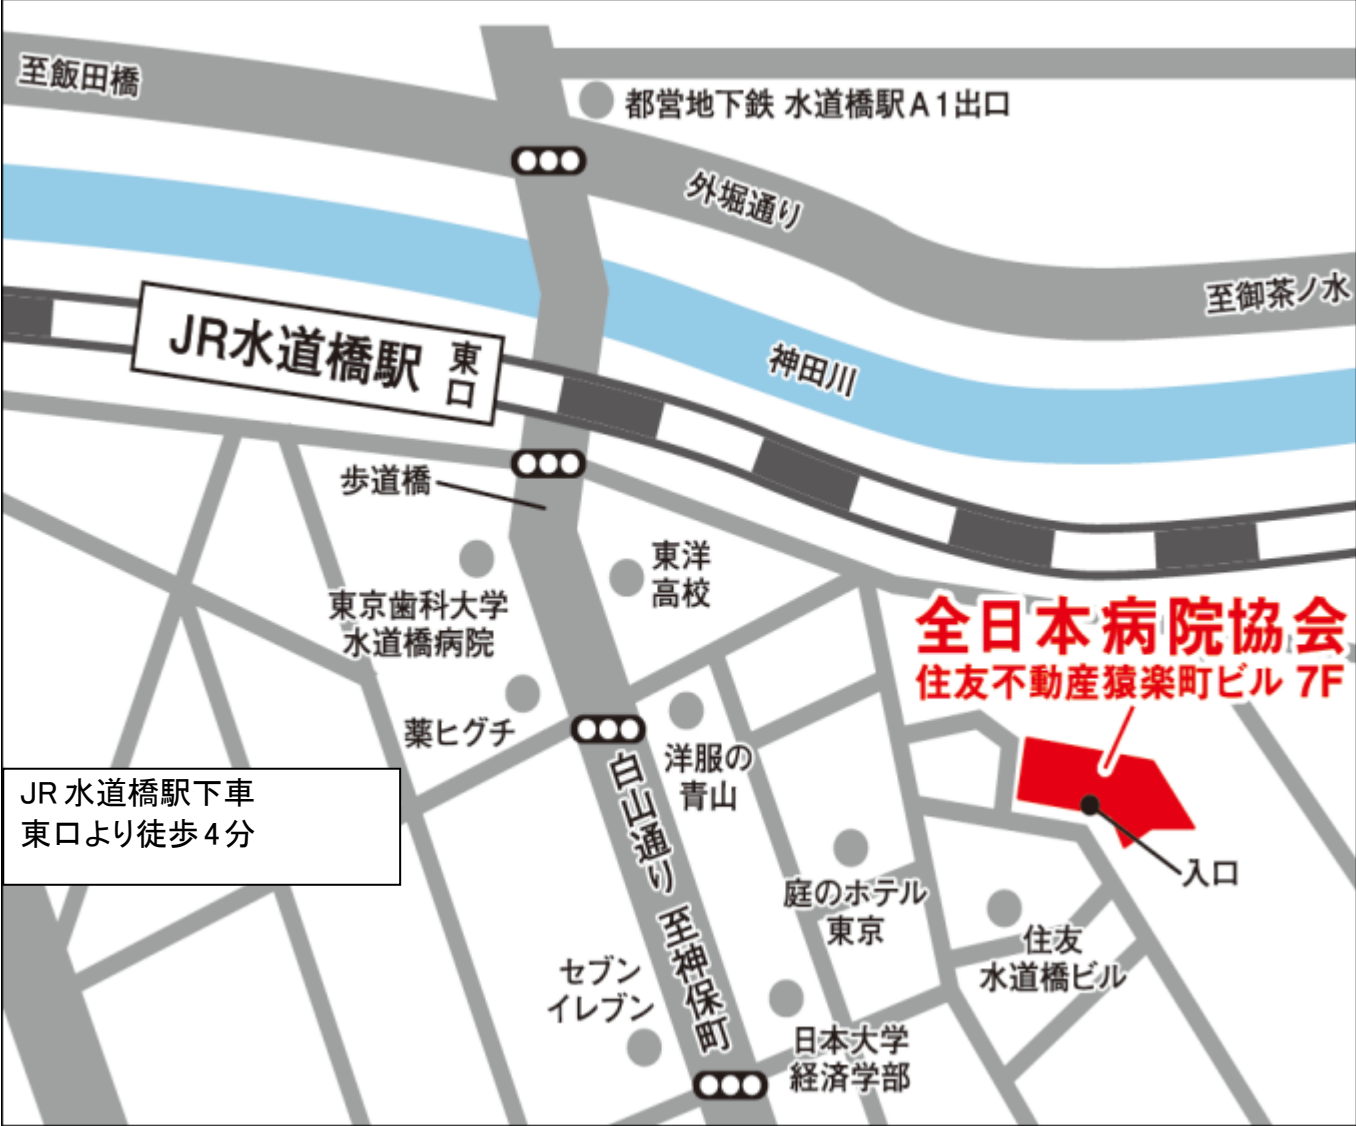 至飯田橋
都営地下鉄 水道橋駅A1出口
外堀通り
至御茶ノ水
JR水道橋駅 東口
神田川
歩道橋
東洋
高校
東京歯科大学
水道橋病院
全日本病院協会
住友不動産猿楽町ビル 7F
薬ヒグチ
洋服の
青山
白山通り 至神保町
JR水道橋駅下車
東口より徒歩4分
入口
庭のホテル
東京
住友
水道橋ビル
セブン
イレブン
日本大学
経済学部